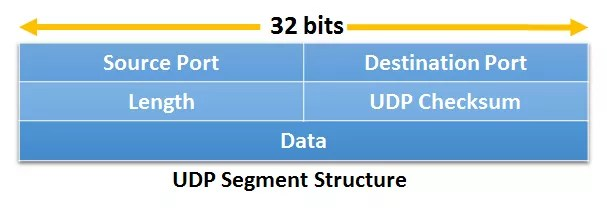 32 bits
Source Port Destination Port
Length UDP Checksum
Data
UDP Segment Structure